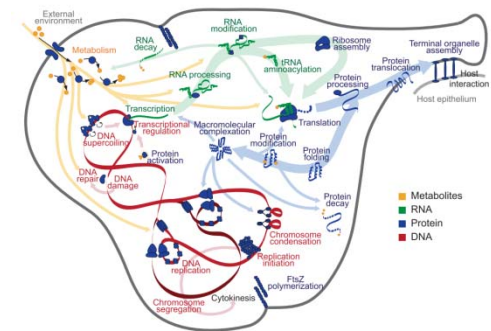 External
environment
Metabolism
RNA
decay
RNA
modification
Ribosome
assembly
Terminal organelle
assembly
tRNA
aminoacylation
Protein
translocation
Host
interaction
Host epithelium
RNA processing
Protein
processing
Transcription
Transcriptional
regulation
Macromolecular
complexation
Translation
DNA
supercoiling
Protein
modification
Protein
activation
Protein
folding
DNA
repair
DNA
damage
Protein
decay
Metabolites
RNA
Protein
DNA
Chromosome
condensation
DNA
replication
Replication
initiation
Chromosome
segregation
Cytokinesis
FtsZ
polymerization